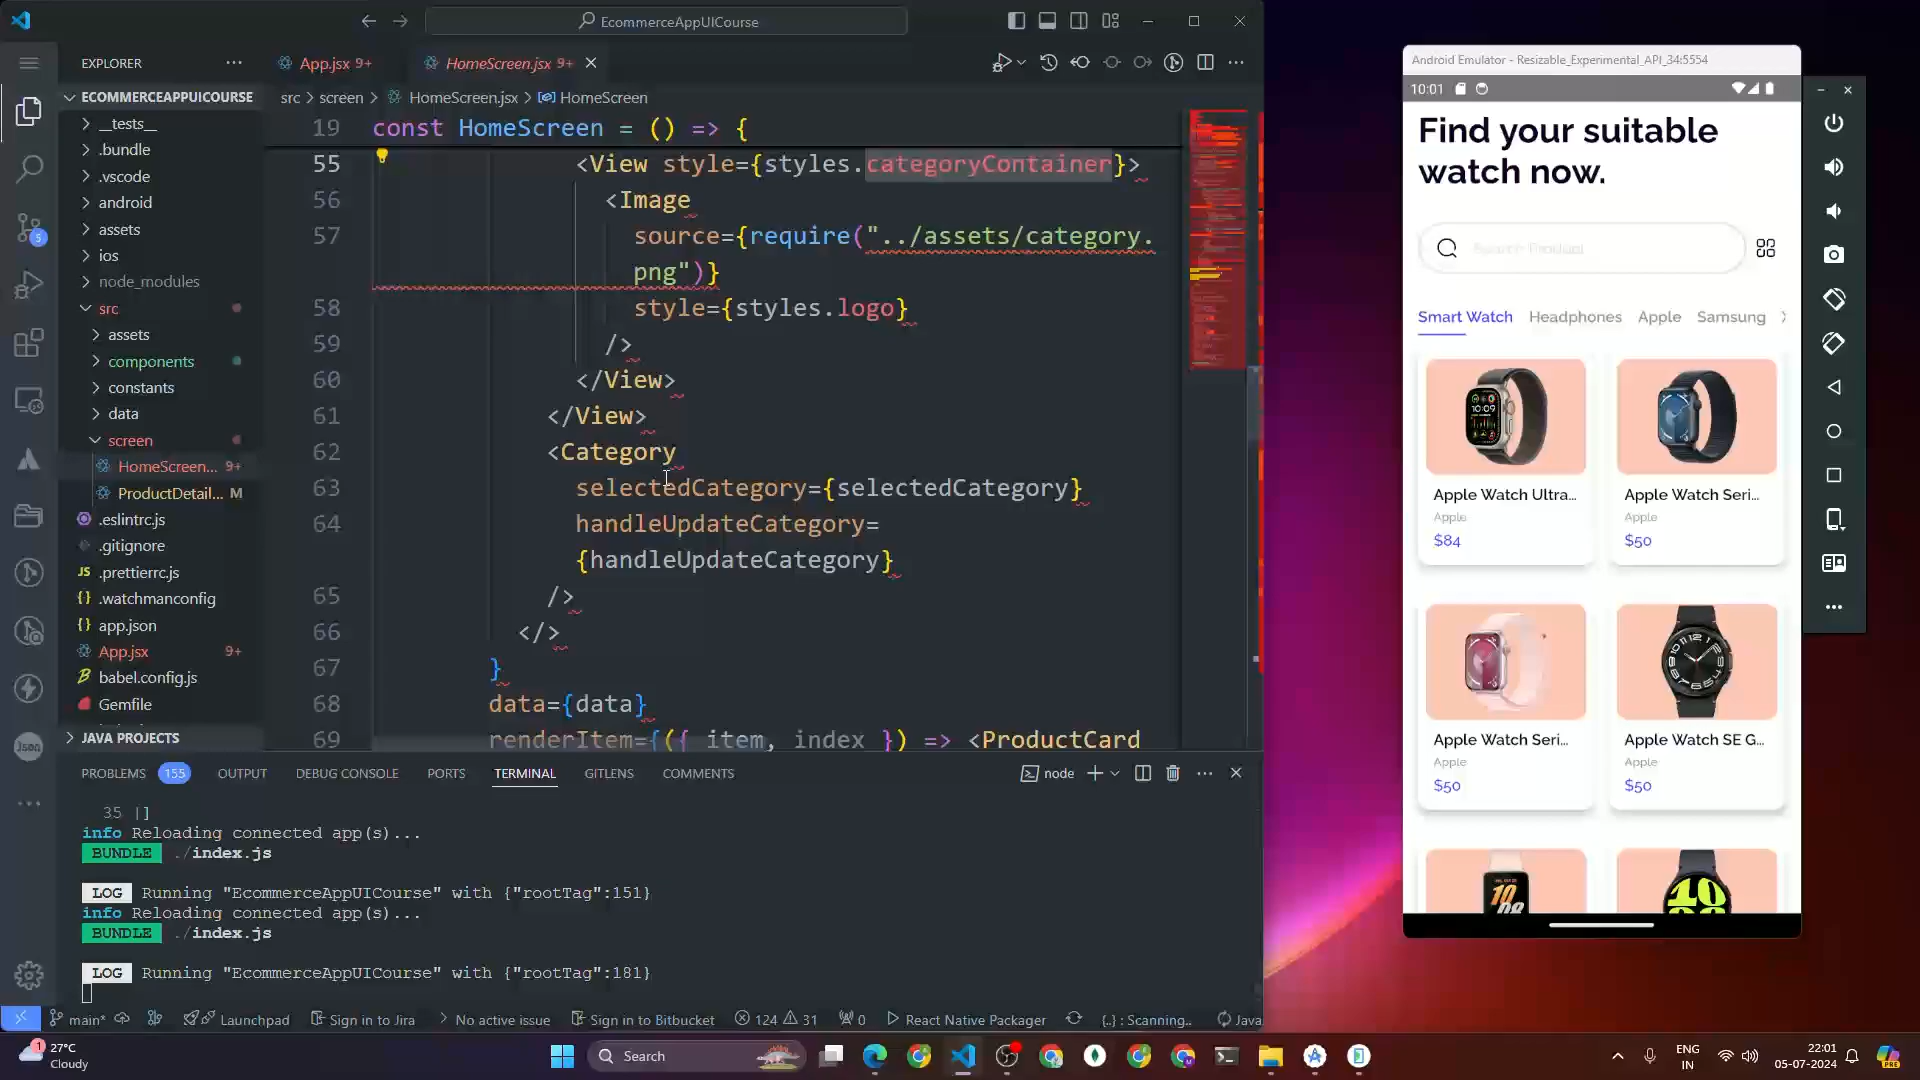 EcommerceAppUICourse
EXPLORER
App.jsx 9+
HomeScreen.jsx 9+
ECOMMERCEAPPUICOURSE
__tests__
.bundle
.vscode
android
assets
ios
node_modules
src
assets
components
constants
data
screen
HomeScreen... 9+
ProductDetail... M
.eslintrc.js
.gitignore
JS .prettierrc.js
.watchmanconfig
{} app.json
App.jsx 9+
babel.config.js
Gemfile
JAVA PROJECTS
5
Json
src > screen > HomeScreen.jsx > HomeScreen
19 const HomeScreen = () => {
55 <View style={styles.categoryContainer}>
56 <Image
57 source={require("../assets/category.
png")}
58 style={styles.logo}
59 />
60 </View>
61 </View>
62 <Category
63 selectedCategory={selectedCategory}
64 handleUpdateCategory=
{handleUpdateCategory}
65 />
66 </>
67 }
68 data={data}
69 renderItem={({ item, index }) => <ProductCard
PROBLEMS 155 OUTPUT DEBUG CONSOLE PORTS TERMINAL GITLENS COMMENTS
node
35 |]
info Reloading connected app(s)...
BUNDLE ./index.js
LOG Running "EcommerceAppUICourse" with {"rootTag":151}
info Reloading connected app(s)...
BUNDLE ./index.js
LOG Running "EcommerceAppUICourse" with {"rootTag":181}
main* Launchpad Sign in to Jira No active issue Sign in to Bitbucket 124 31 0 React Native Packager {..} : Scanning.. Java
Android Emulator - Resizable_Experimental_API_34:5554
10:01
Find your suitable
watch now.
Search Product
Smart Watch Headphones Apple Samsung
10:09
Apple Watch Ultra...
Apple
$84
Apple Watch Seri...
Apple
$50
Apple Watch Seri...
Apple
$50
Apple Watch SE G...
Apple
$50
1
27°C
Cloudy
Search
PRE
ENG
IN
22:01
05-07-2024